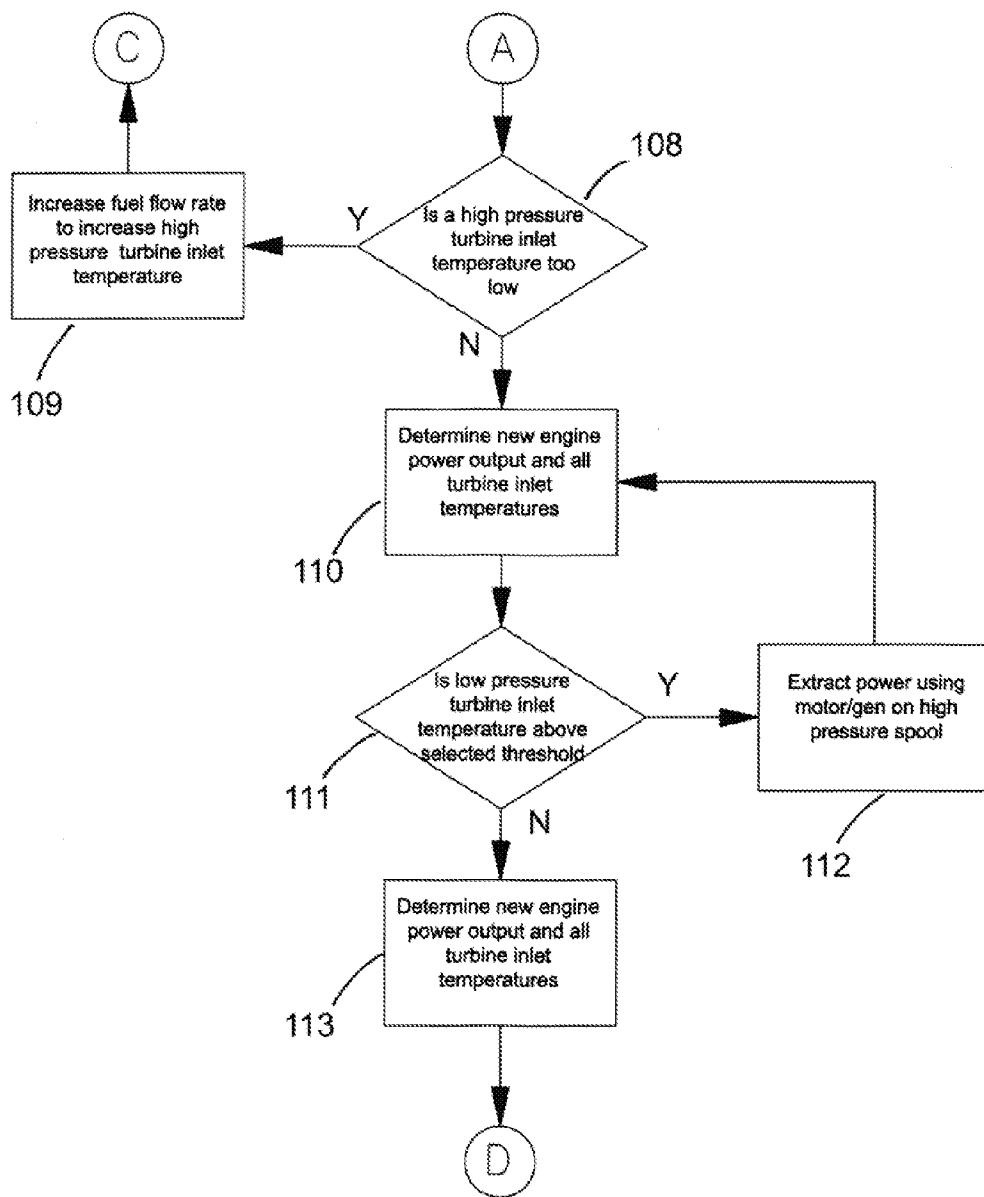 C
A
108
Is a high pressure
turbine inlet
temperature too
low
Y
Increase fuel flow rate
to increase high
pressure turbine inlet
temperature
109
N
Determine new engine
power output and all
turbine inlet
temperatures
110
Is low pressure
turbine inlet
temperature above
selected threshold
111
Y
Extract power using
motor/gen on high
pressure spool
112
N
Determine new engine
power output and all
turbine inlet
temperatures
113
D